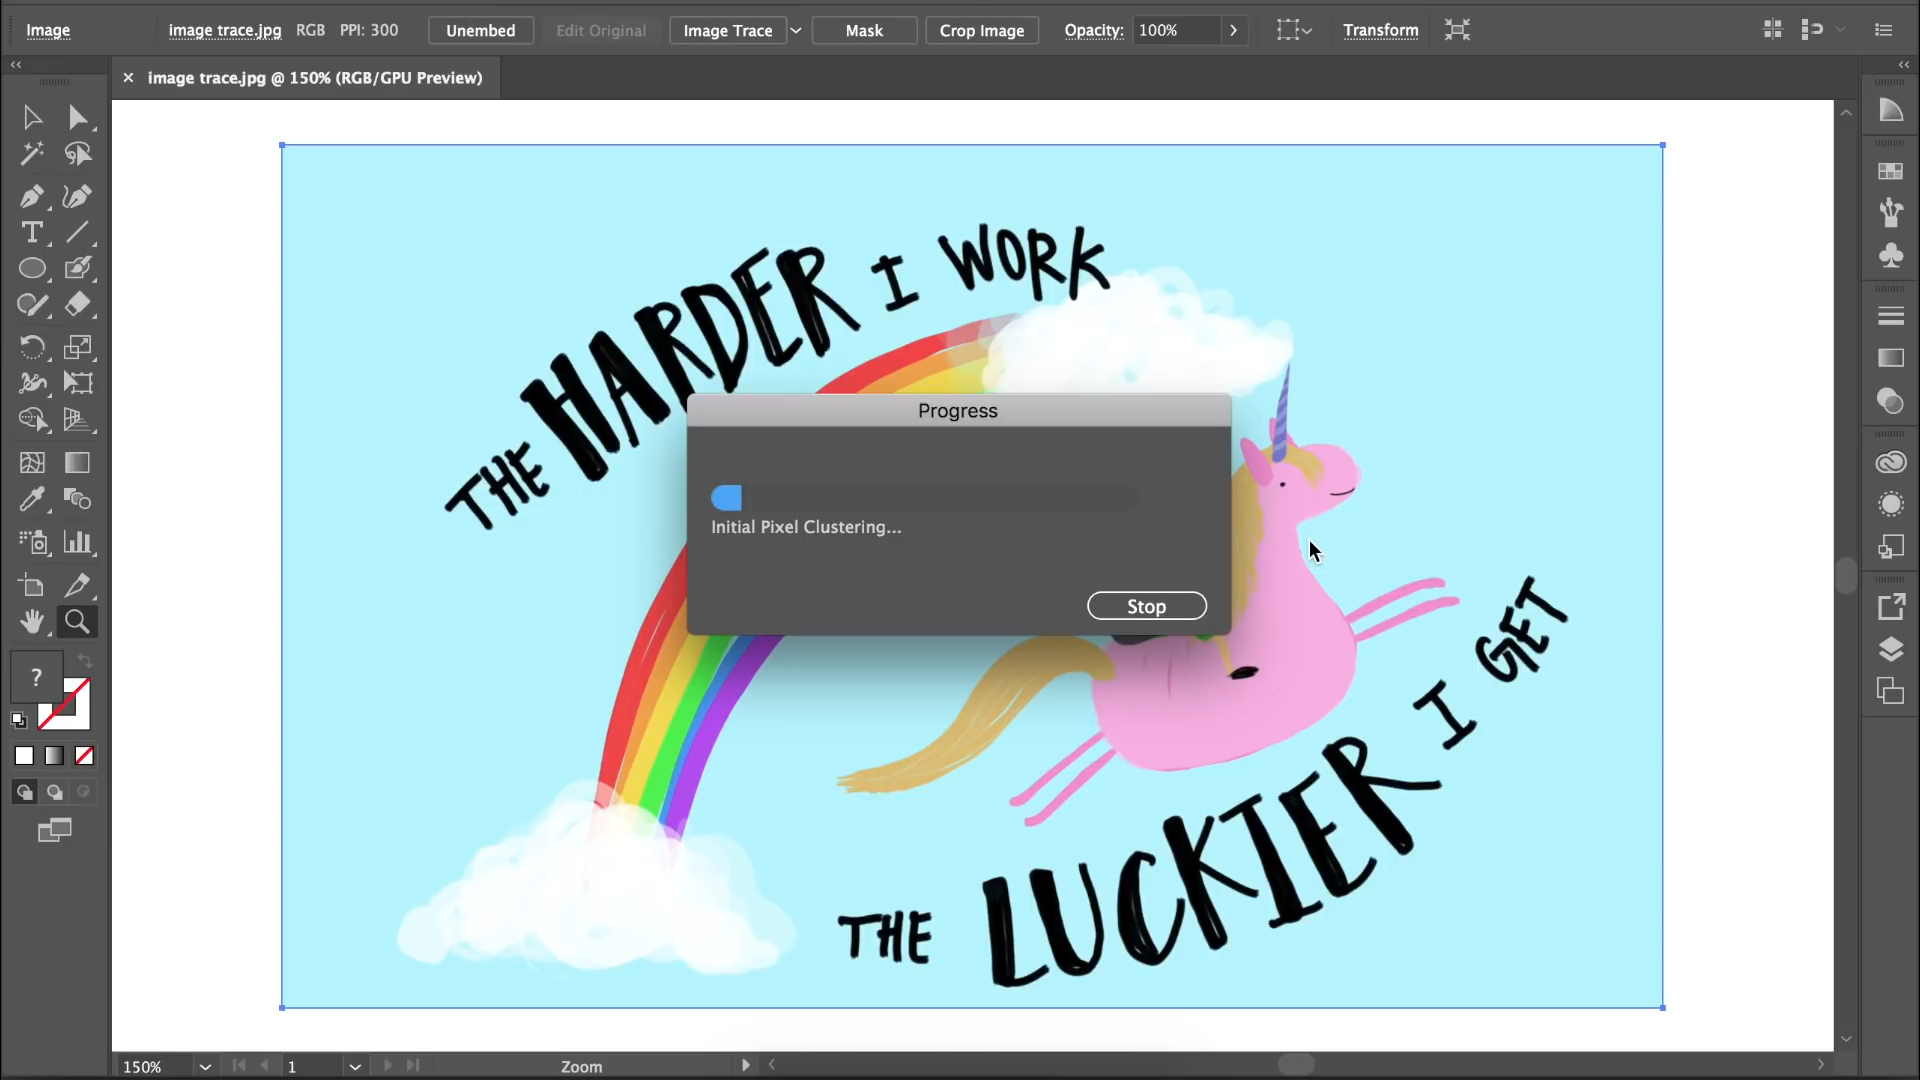 Image
image trace.jpg RGB PPI: 300 Unembed Edit Original Image Trace Mask Crop Image Opacity: 100% Transform
image trace.jpg @ 150% (RGB/GPU Preview)
THE HARDER I WORK
Progress
Initial Pixel Clustering...
Stop
?
THE LUCKIER I GET
150% 1 Zoom